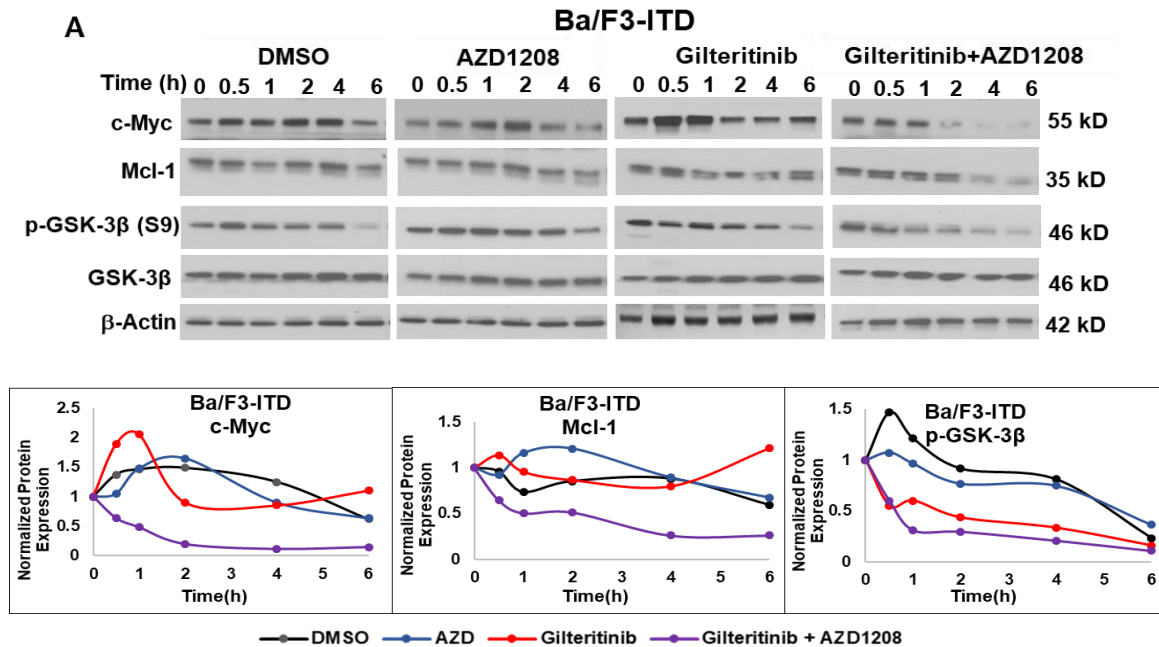 A
Ba/F3-ITD
DMSO AZD1208 Gilteritinib Gilteritinib+AZD1208
Time (h) 0 0.5 1 2 4 6 0 0.5 1 2 4 6 0 0.5 1 2 4 6 0 0.5 1 2 4 6
c-Myc 55 kD
Mcl-1 35 kD
p-GSK-3β (S9) 46 kD
GSK-3β 46 kD
β-Actin 42 kD
Ba/F3-ITD
c-Myc
Normalized Protein
Expression
2.5
2
1.5
1
0.5
0
0 1 2 3 4 5 6
Time(h)
Ba/F3-ITD
Mcl-1
Normalized Protein
Expression
1.5
1
0.5
0
0 1 2 3 4 5 6
Time(h)
Ba/F3-ITD
p-GSK-3β
Normalized Protein
Expression
1.5
1
0.5
0
0 1 2 3 4 5 6
Time(h)
DMSO AZD Gilteritinib Gilteritinib + AZD1208